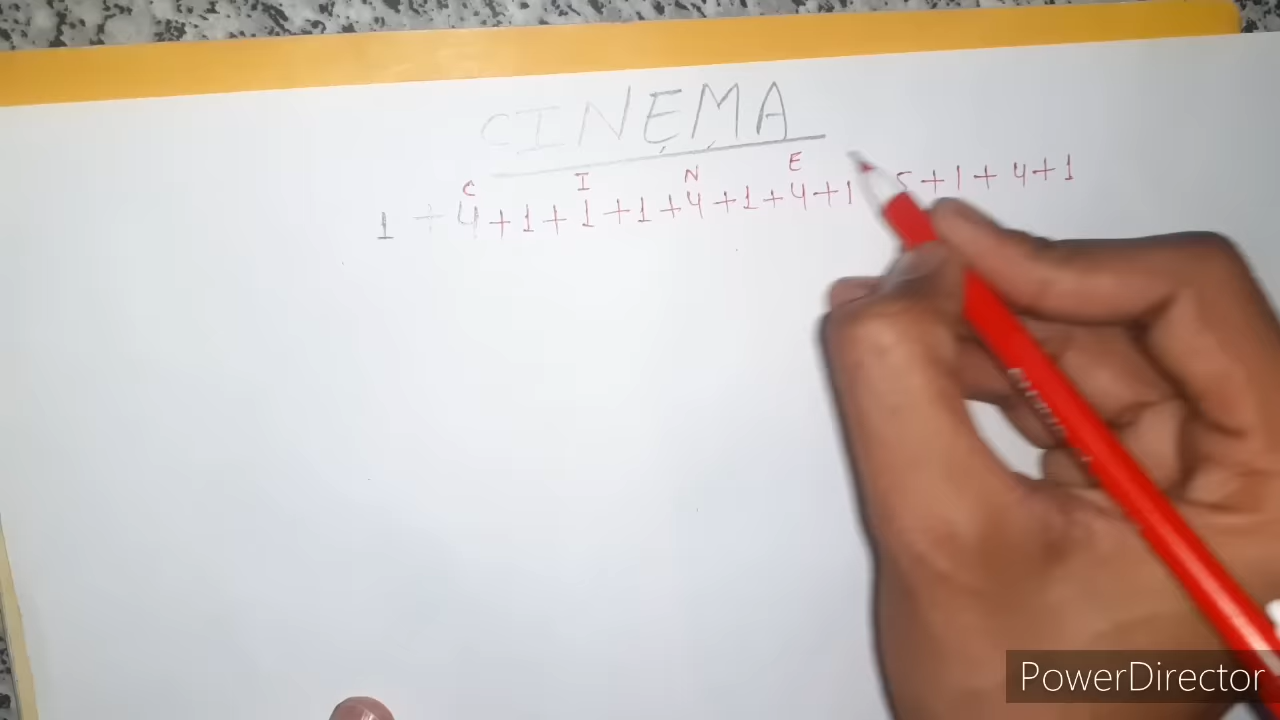 CINEMA
C I N E
1 + 4 + 1 + 1 + 1 + 4 + 1 + 4 + 1 5 + 1 + 4 + 1
PowerDirector